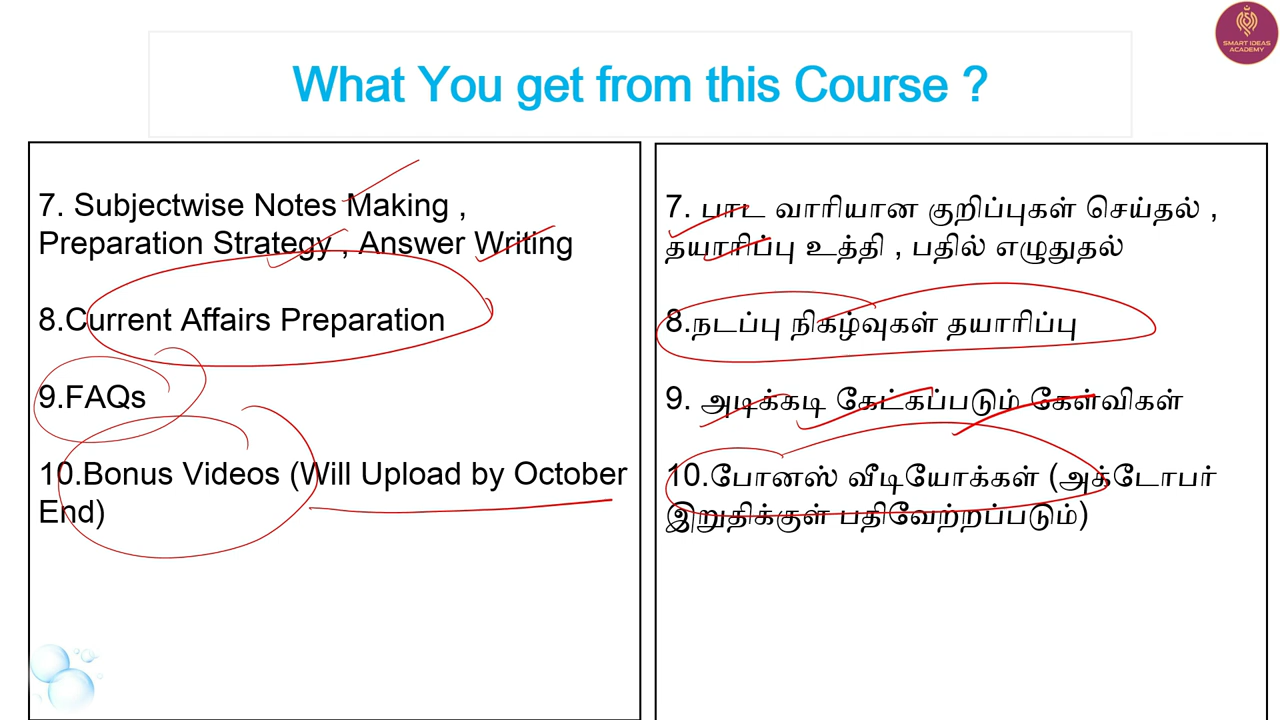 SMART IDEAS
ACADEMY
What You get from this Course ?
7. Subjectwise Notes Making ,
Preparation Strategy , Answer Writing
8.Current Affairs Preparation
9.FAQs
10.Bonus Videos (Will Upload by October
End)
7. பாட வாரியான குறிப்புகள் செய்தல் ,
தயாரிப்பு உத்தி , பதில் எழுதுதல்
8.நடப்பு நிகழ்வுகள் தயாரிப்பு
9. அடிக்கடி கேட்கப்படும் கேள்விகள்
10.போனஸ் வீடியோக்கள் (அக்டோபர்
இறுதிக்குள் பதிவேற்றப்படும்)